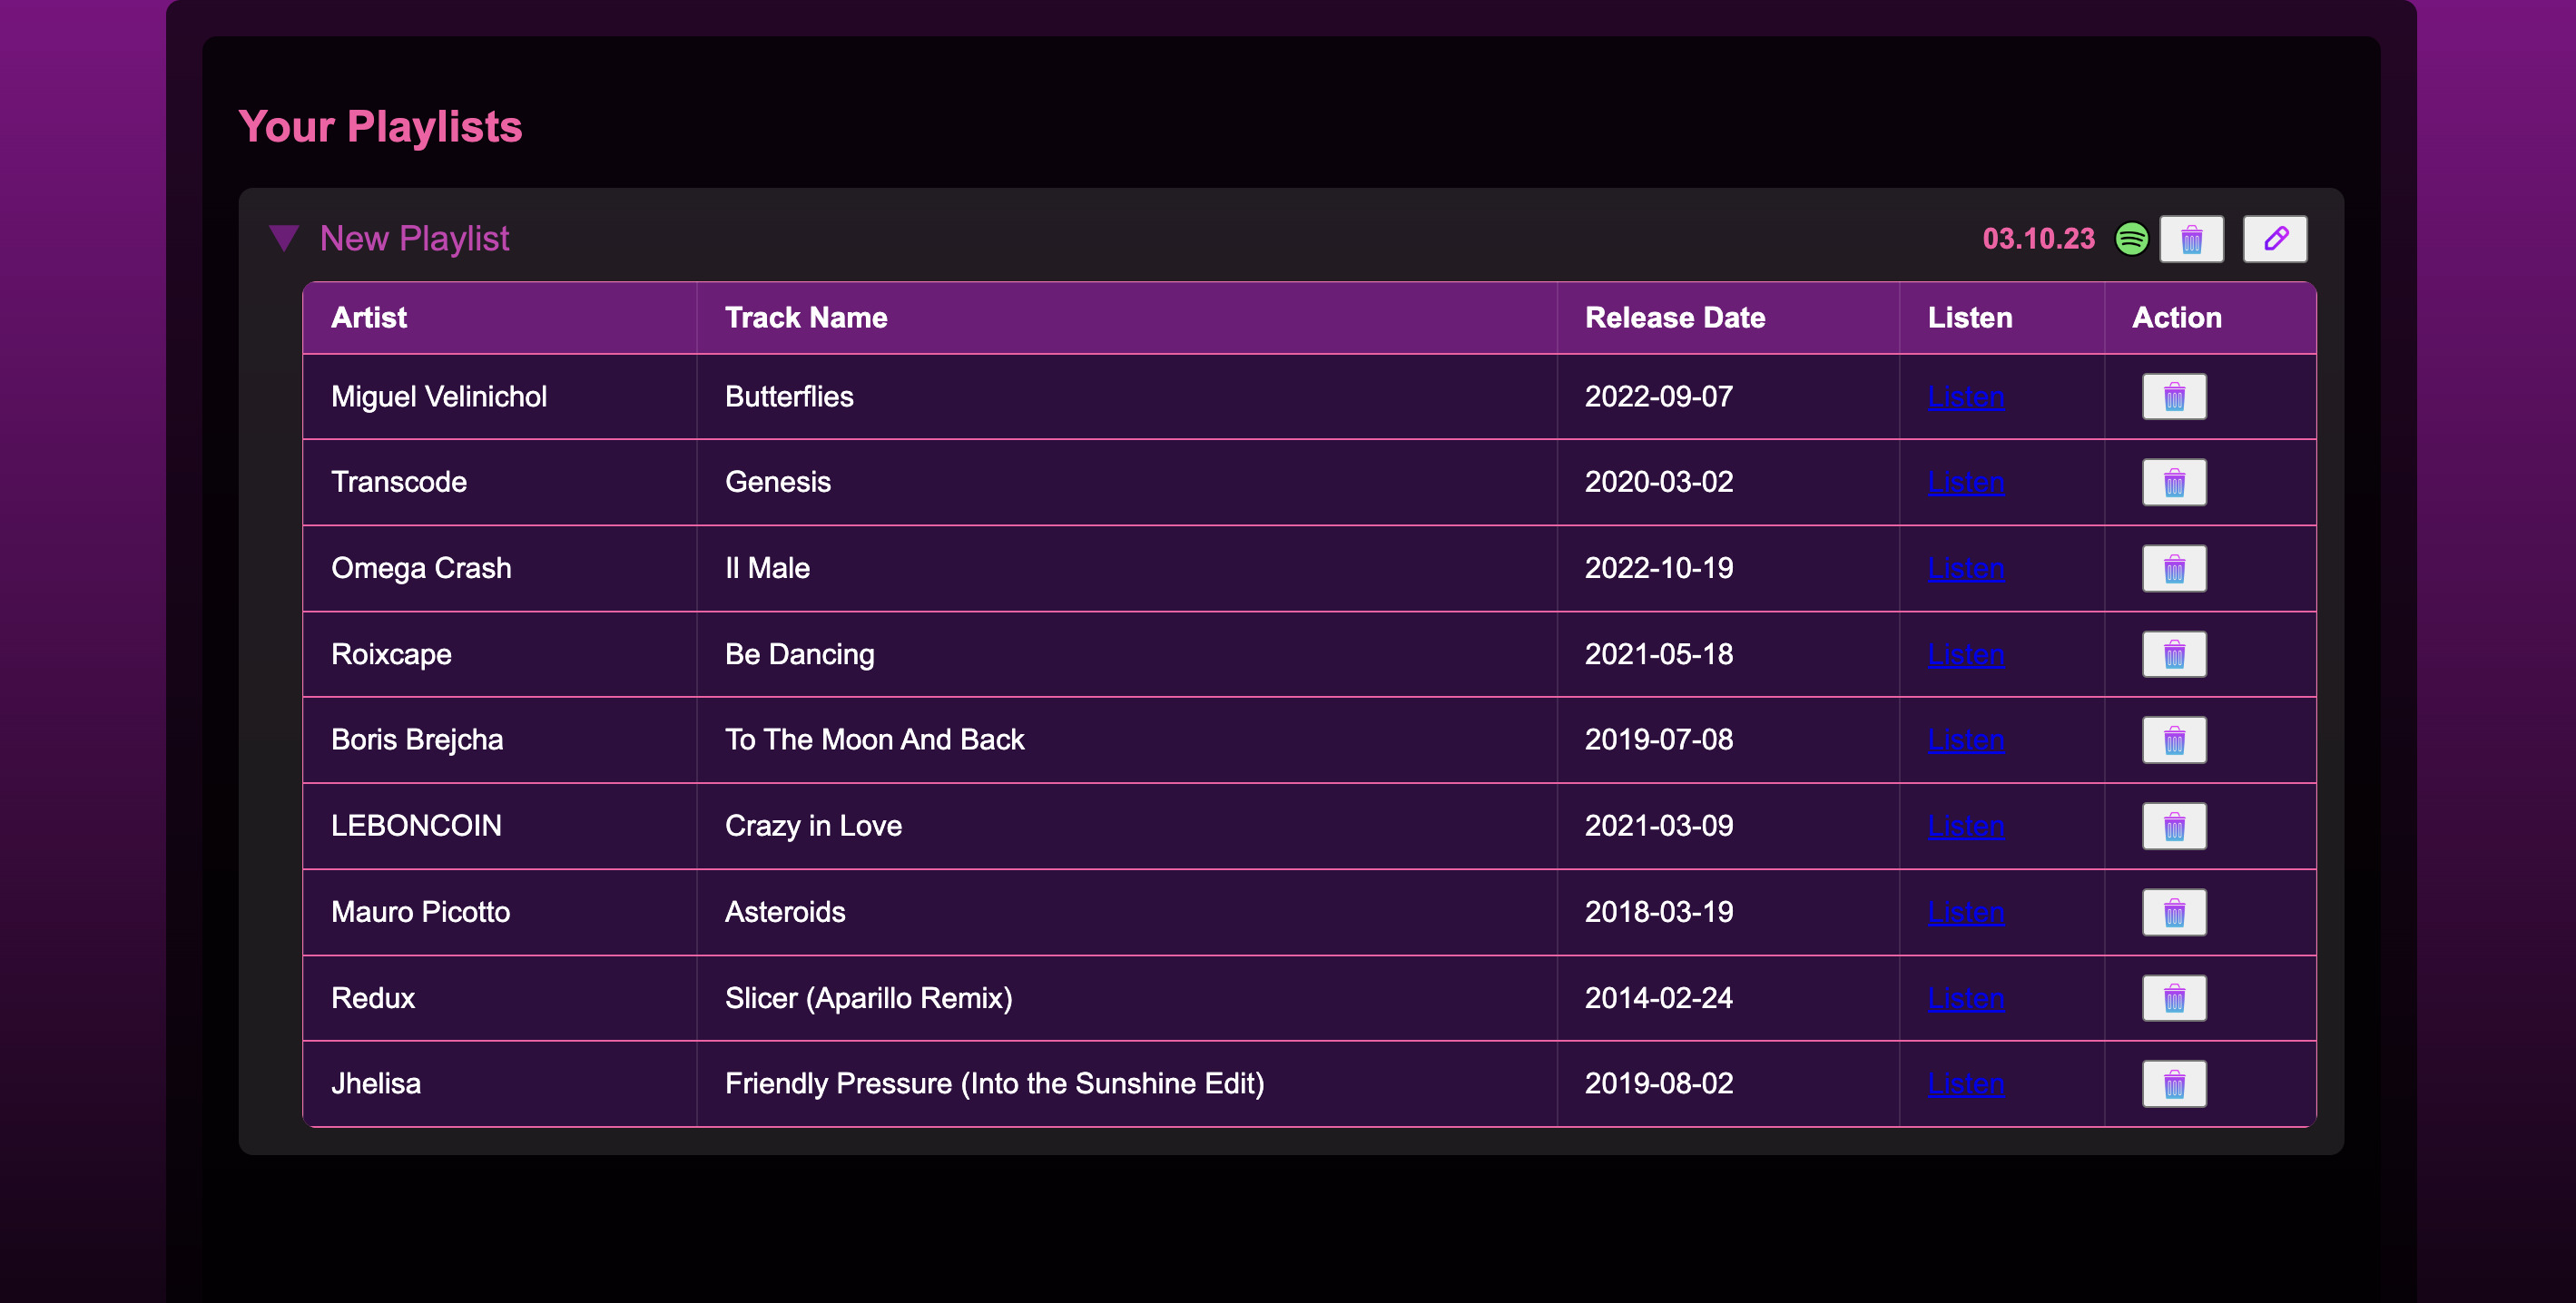 Your Playlists
New Playlist 03.10.23
Artist Track Name Release Date Listen Action
Miguel Velinichol Butterflies 2022-09-07 Listen
Transcode Genesis 2020-03-02 Listen
Omega Crash Il Male 2022-10-19 Listen
Roixcape Be Dancing 2021-05-18 Listen
Boris Brejcha To The Moon And Back 2019-07-08 Listen
LEBONCOIN Crazy in Love 2021-03-09 Listen
Mauro Picotto Asteroids 2018-03-19 Listen
Redux Slicer (Aparillo Remix) 2014-02-24 Listen
Jhelisa Friendly Pressure (Into the Sunshine Edit) 2019-08-02 Listen